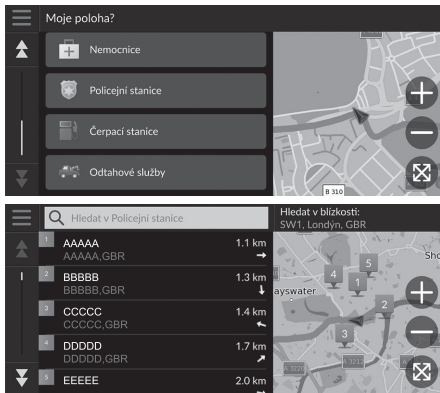 Moje poloha?
Nemocnice
Policejní stanice
Čerpací stanice
Odtahové služby
B 310
Hledat v Policejní stanice
Hledat v blízkosti:
SW1, Londýn, GBR
1 AAAAA 1.1 km
AAAAA,GBR
2 BBBBB 1.3 km
BBBBB,GBR
3 CCCCC 1.4 km
CCCCC,GBR
4 DDDDD 1.7 km
DDDDD,GBR
5 EEEEE 2.0 km
Sho
5
4
1
ayswater
2
3
A 3212
A 3220